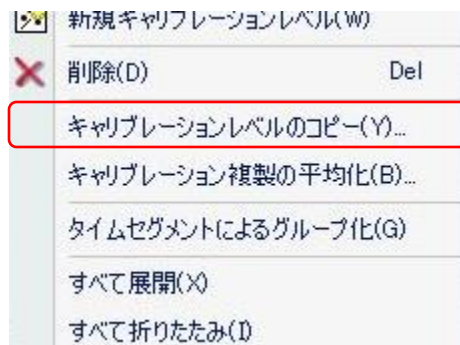 新規キャリブレーションレベル(W)
削除(D) Del
キャリブレーションレベルのコピー(Y)...
キャリブレーション複製の平均化(B)...
タイムセグメントによるグループ化(G)
すべて展開(X)
すべて折りたたみ(I)